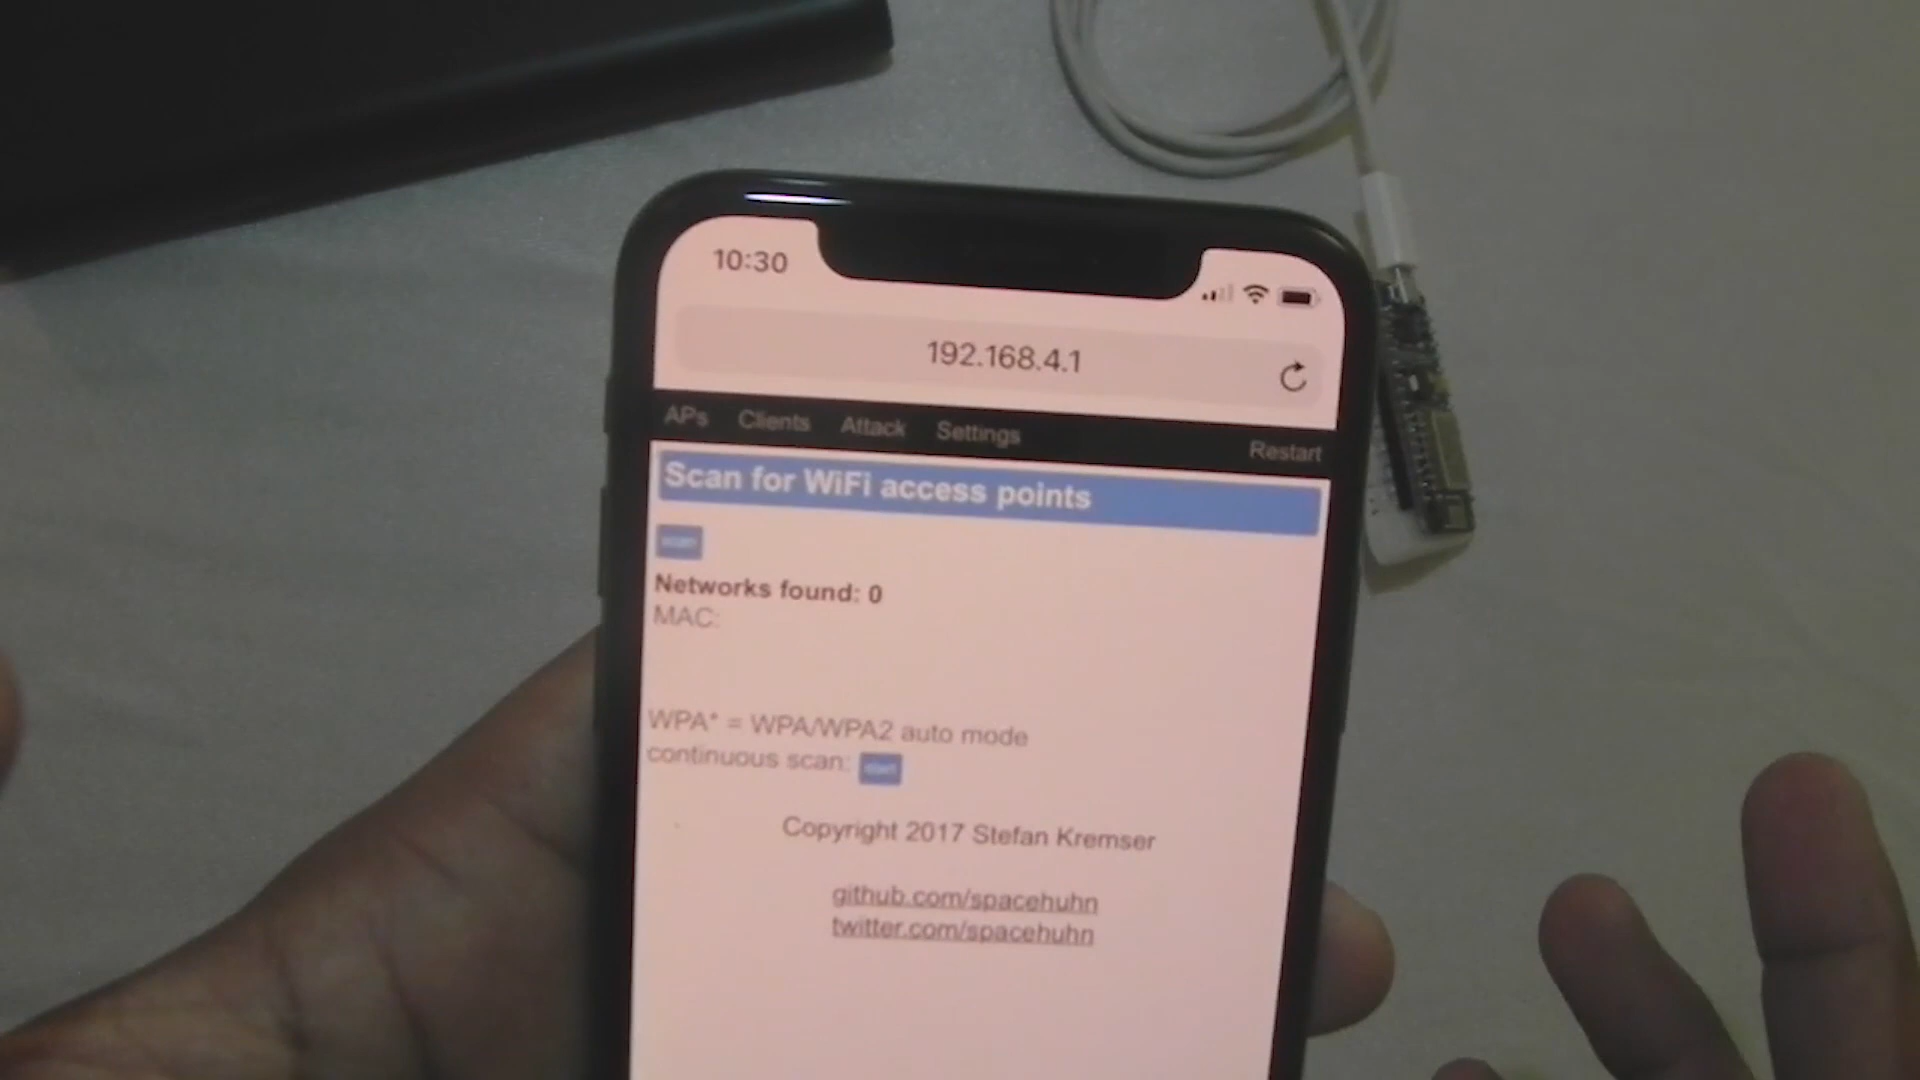 10:30
192.168.4.1
APs Clients Attack Settings Restart
Scan for WiFi access points
scan
Networks found: 0
MAC:
WPA* = WPA/WPA2 auto mode
continuous scan: start
Copyright 2017 Stefan Kremser
github.com/spacehuhn
twitter.com/spacehuhn